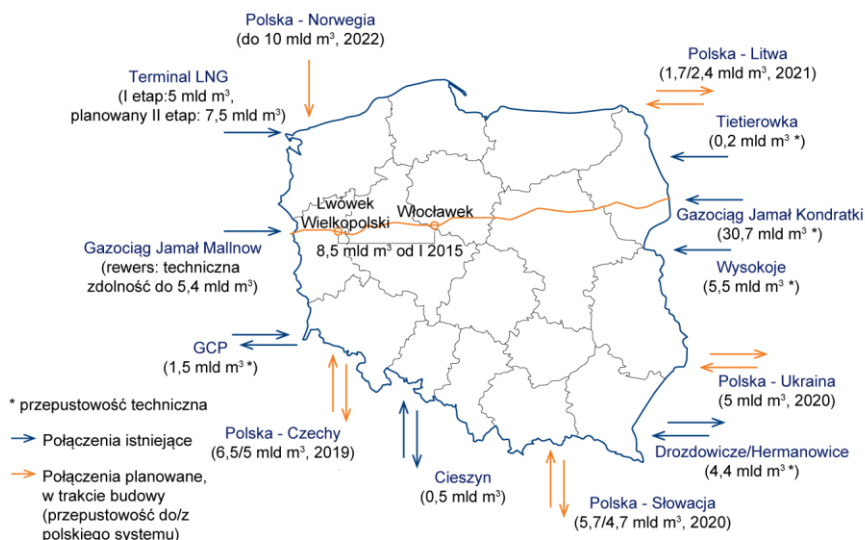 Polska - Norwegia
(do 10 mld m³, 2022)
Terminal LNG
(I etap:5 mld m³,
planowany II etap: 7,5 mld m³)
Polska - Litwa
(1,7/2,4 mld m³, 2021)
Tietierowka
(0,2 mld m³ *)
Lwówek
Wielkopolski
Włocławek
8,5 mld m³ od I 2015
Gazociąg Jamał Kondratki
(30,7 mld m³ *)
Gazociąg Jamał Mallnow
(rewers: techniczna
zdolność do 5,4 mld m³)
Wysokoje
(5,5 mld m³ *)
GCP
(1,5 mld m³ *)
Polska - Ukraina
(5 mld m³, 2020)
* przepustowość techniczna
Połączenia istniejące
Połączenia planowane,
w trakcie budowy
(przepustowość do/z
polskiego systemu)
Polska - Czechy
(6,5/5 mld m³, 2019)
Cieszyn
(0,5 mld m³)
Drozdowicze/Hermanowice
(4,4 mld m³ *)
Polska - Słowacja
(5,7/4,7 mld m³, 2020)